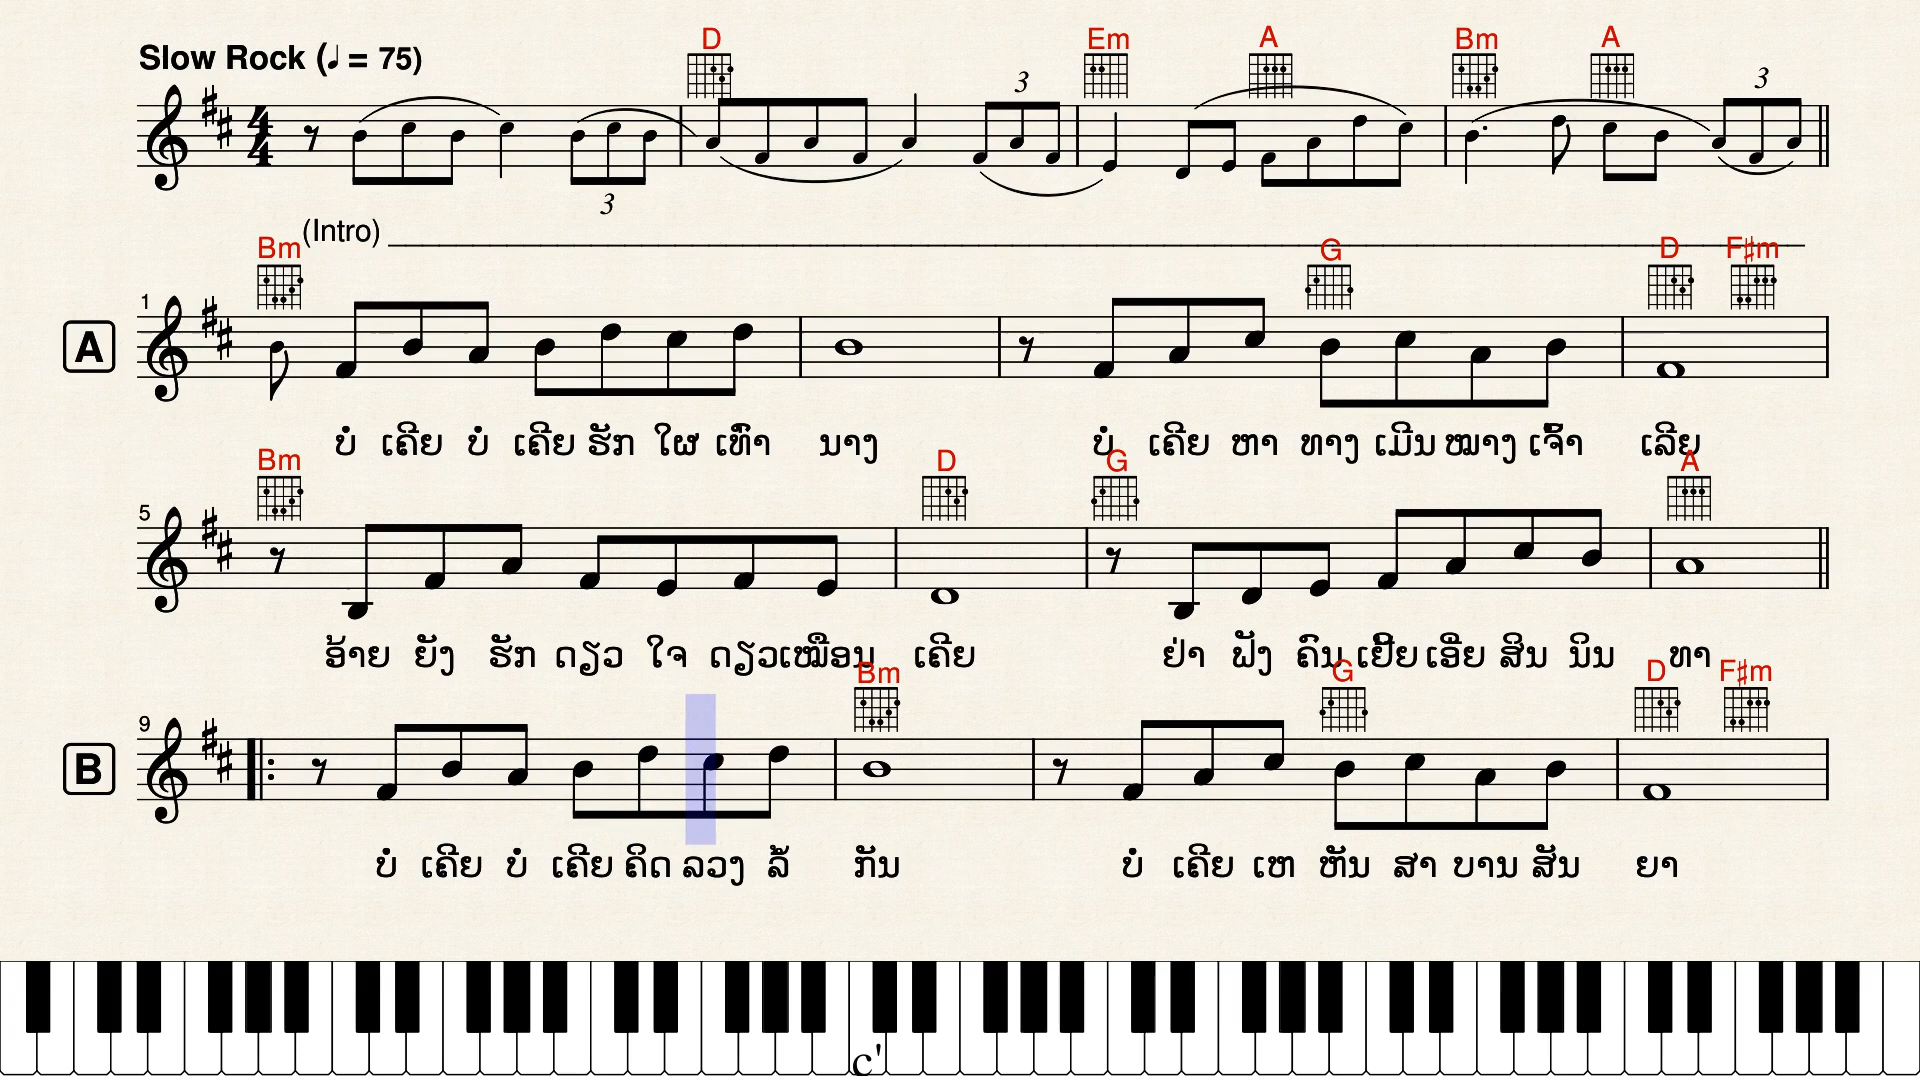 Slow Rock (♩ = 75)
D Em A Bm A
3 3 3
4
4
(Intro)
Bm G D F♯m
1
A
ບໍ່ ເຄີຍ ບໍ່ ເຄີຍ ຮັກ ໃຜ ເທົ່າ ນາງ ບໍ່ ເຄີຍ ຫາ ທາງ ເມີນ ໝາງ ເຈົ້າ ເລີຍ
Bm D G A
5
ອ້າຍ ຍັງ ຮັກ ດຽວ ໃຈ ດຽວ ເໝືອນ ເຄີຍ ຢ່າ ຟັງ ຄົນ ເຢີ້ຍ ເອີ່ຍ ສິນ ນິນ ທາ
Bm G D F♯m
9
B
ບໍ່ ເຄີຍ ບໍ່ ເຄີຍ ຄິດ ລວງ ລໍ້ ກັນ ບໍ່ ເຄີຍ ເຫ ຫັນ ສາ ບານ ສັນ ຍາ
c'